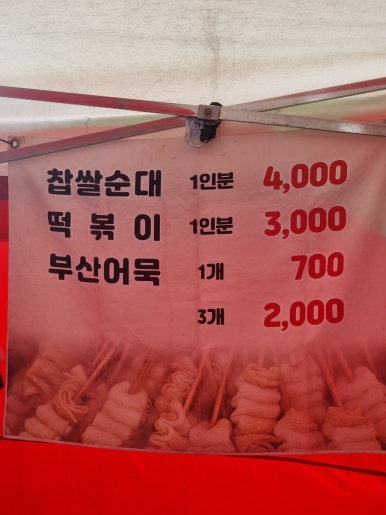 찹쌀순대 1인분 4,000
떡 볶 이 1인분 3,000
부산어묵 1개 700
3개 2,000